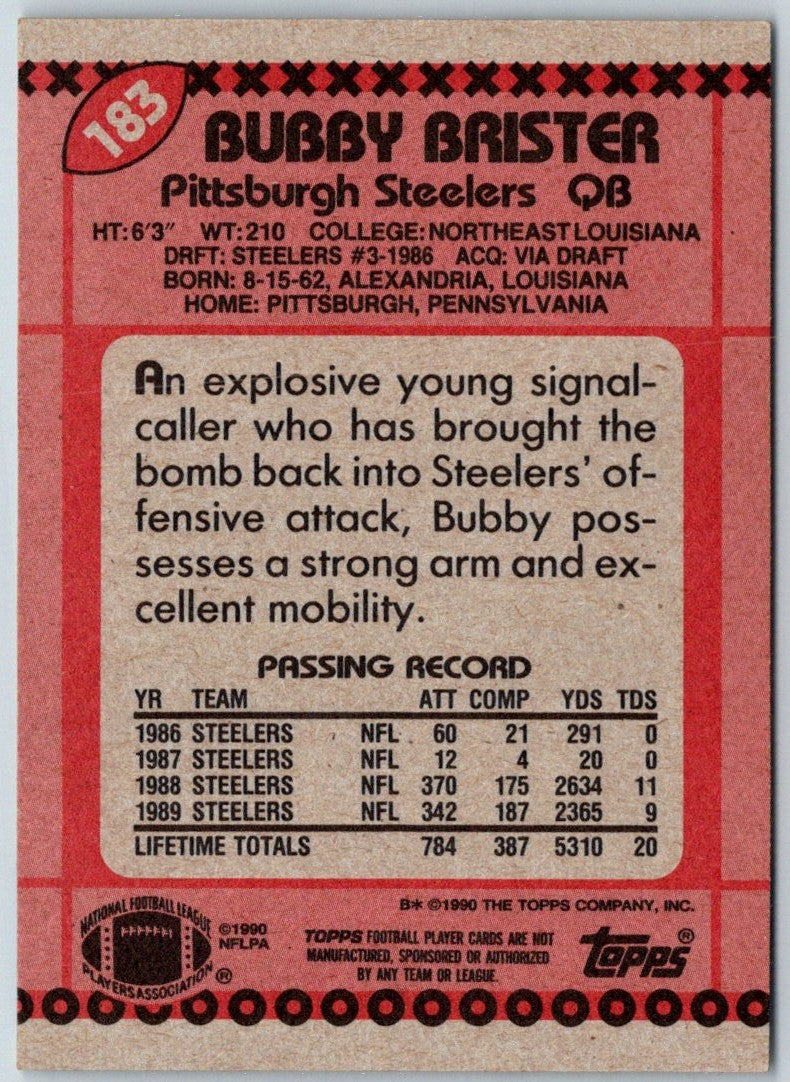 183
BUBBY BRISTER
Pittsburgh Steelers QB
HT: 6'3" WT: 210 COLLEGE: NORTHEAST LOUISIANA
DRFT: STEELERS #3-1986 ACQ: VIA DRAFT
BORN: 8-15-62, ALEXANDRIA, LOUISIANA
HOME: PITTSBURGH, PENNSYLVANIA
An explosive young signal-
caller who has brought the
bomb back into Steelers' of-
fensive attack, Bubby pos-
sesses a strong arm and ex-
cellent mobility.
PASSING RECORD
YR TEAM ATT COMP YDS TDS
1986 STEELERS NFL 60 21 291 0
1987 STEELERS NFL 12 4 20 0
1988 STEELERS NFL 370 175 2634 11
1989 STEELERS NFL 342 187 2365 9
LIFETIME TOTALS 784 387 5310 20
B* ©1990 THE TOPPS COMPANY, INC.
NATIONAL FOOTBALL LEAGUE
PLAYERS ASSOCIATION ®
©1990
NFLPA
TOPPS FOOTBALL PLAYER CARDS ARE NOT
MANUFACTURED, SPONSORED OR AUTHORIZED
BY ANY TEAM OR LEAGUE.
Topps ®